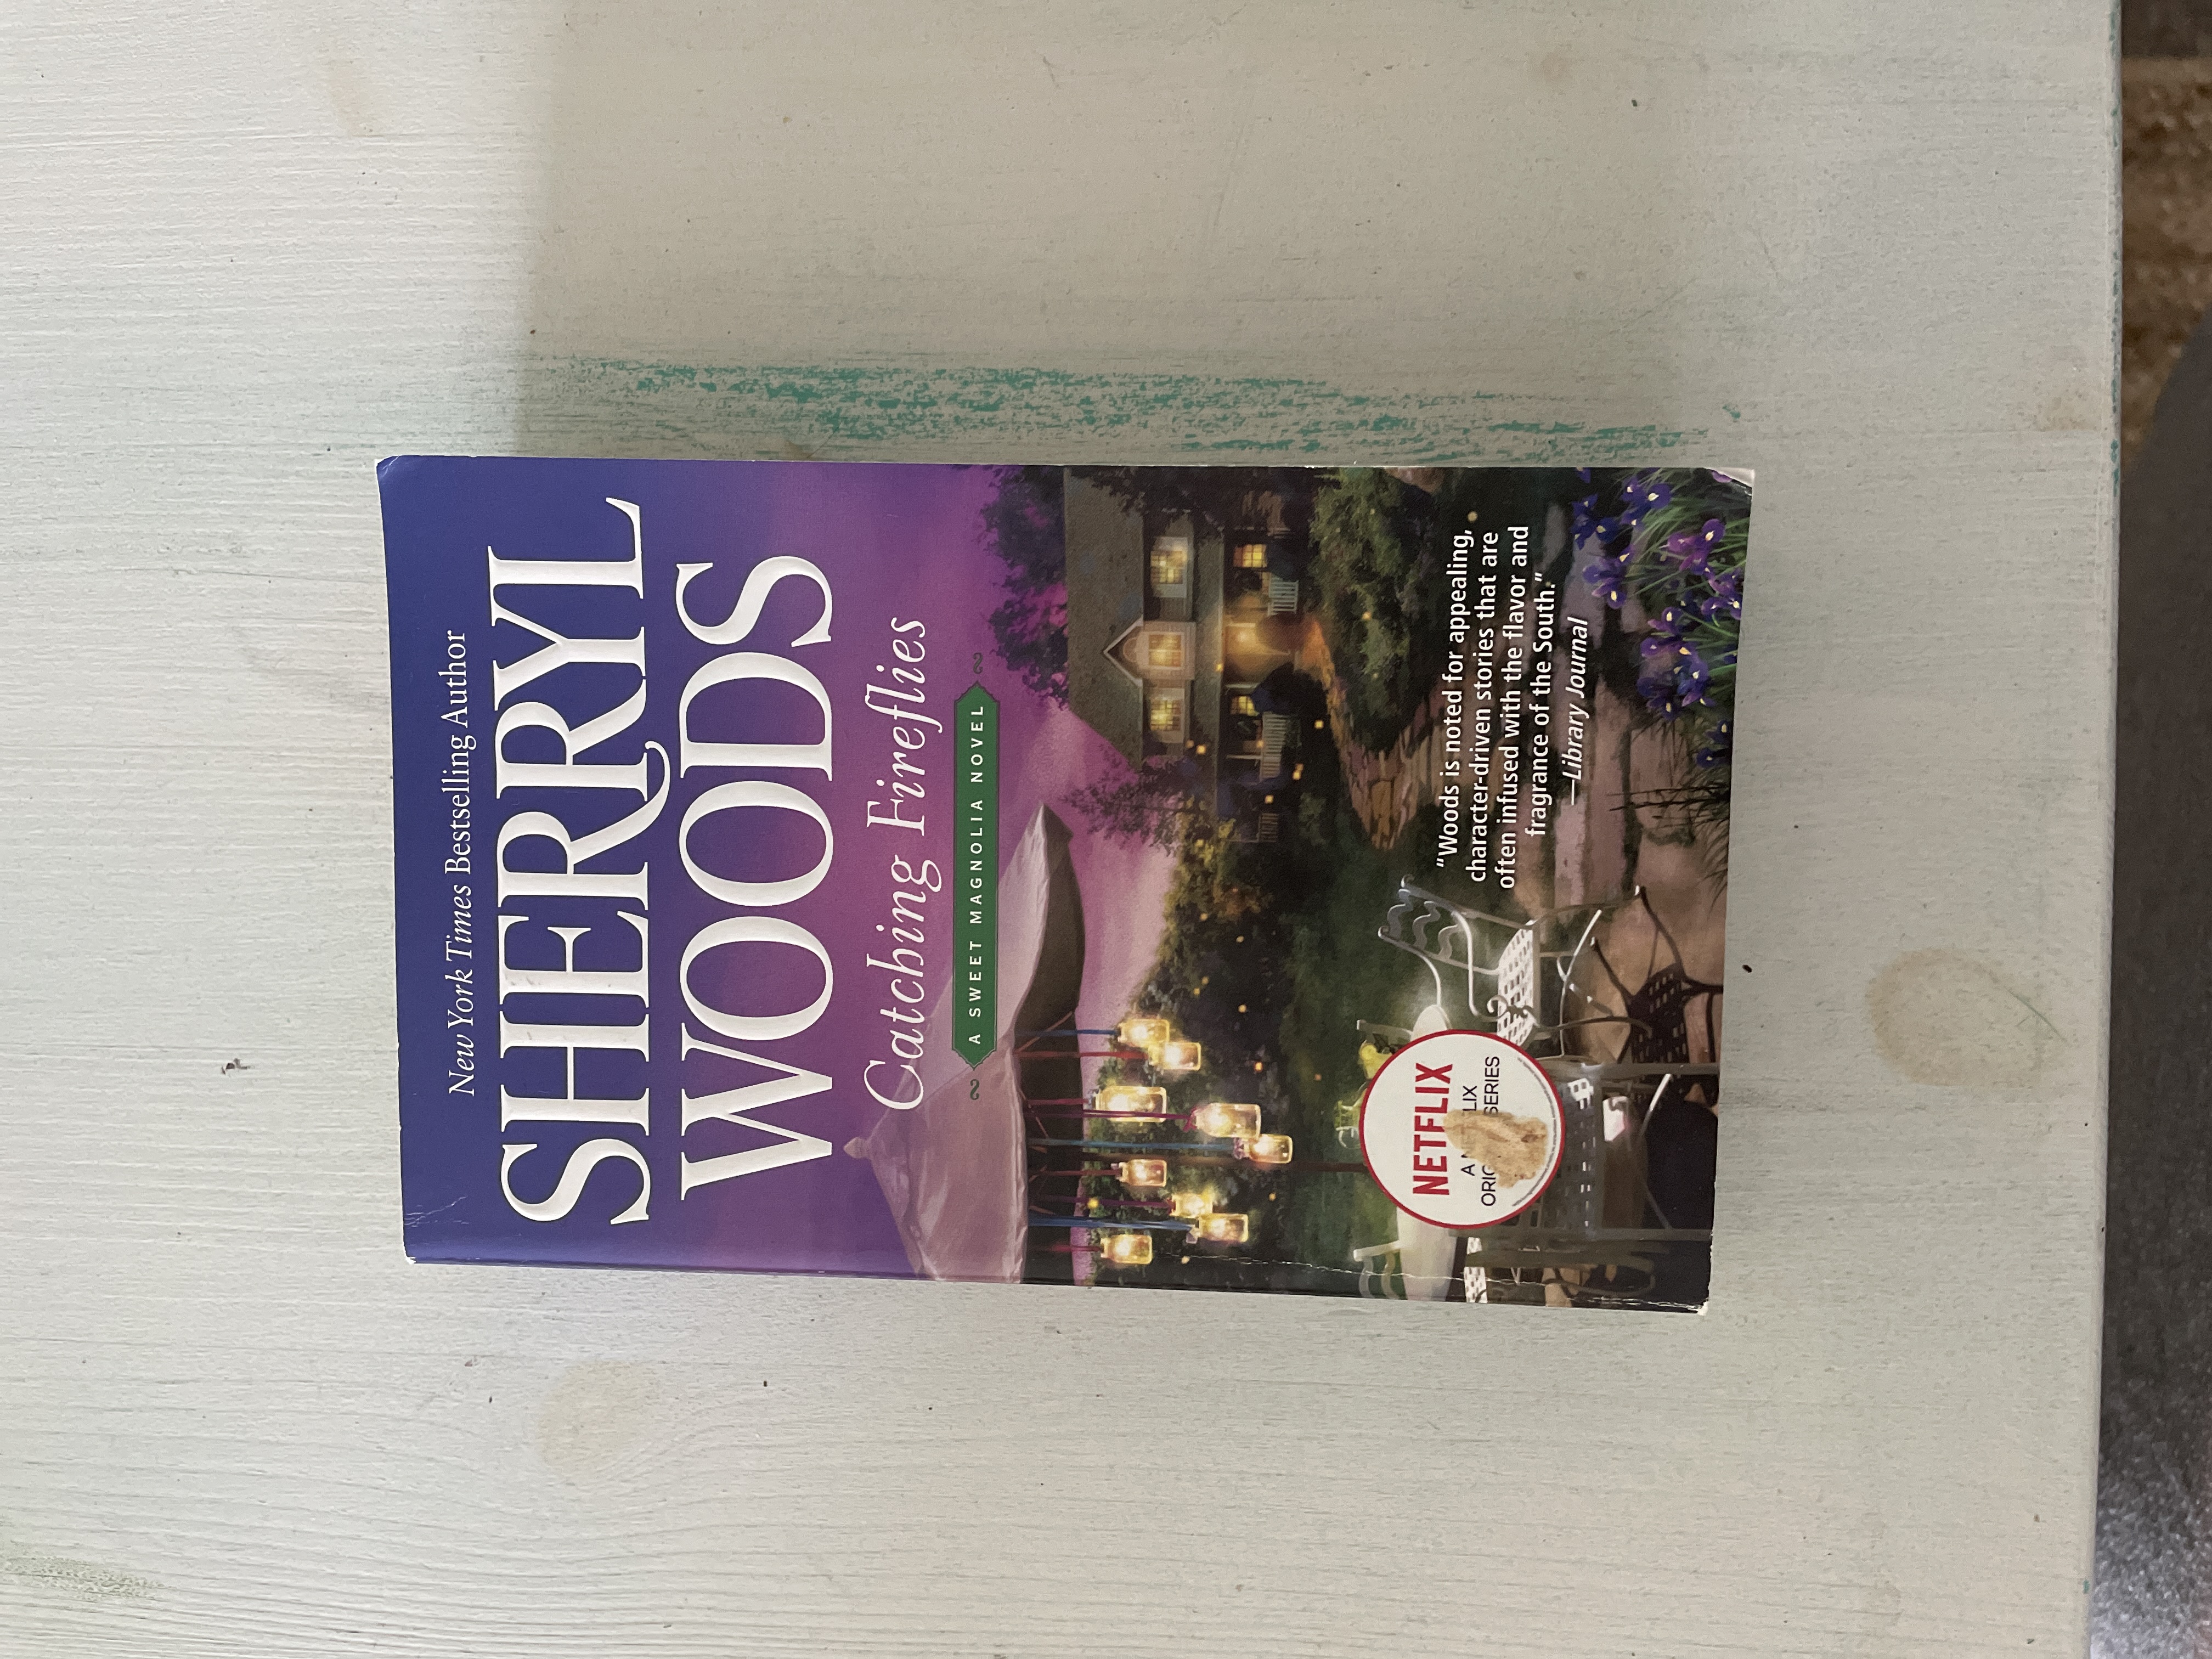 New York Times Bestselling Author
SHERRYL
WOODS
Catching Fireflies
A SWEET MAGNOLIA NOVEL
"Woods is noted for appealing,
character-driven stories that are
often infused with the flavor and
fragrance of the South."
—Library Journal
NETFLIX
A
SERIES